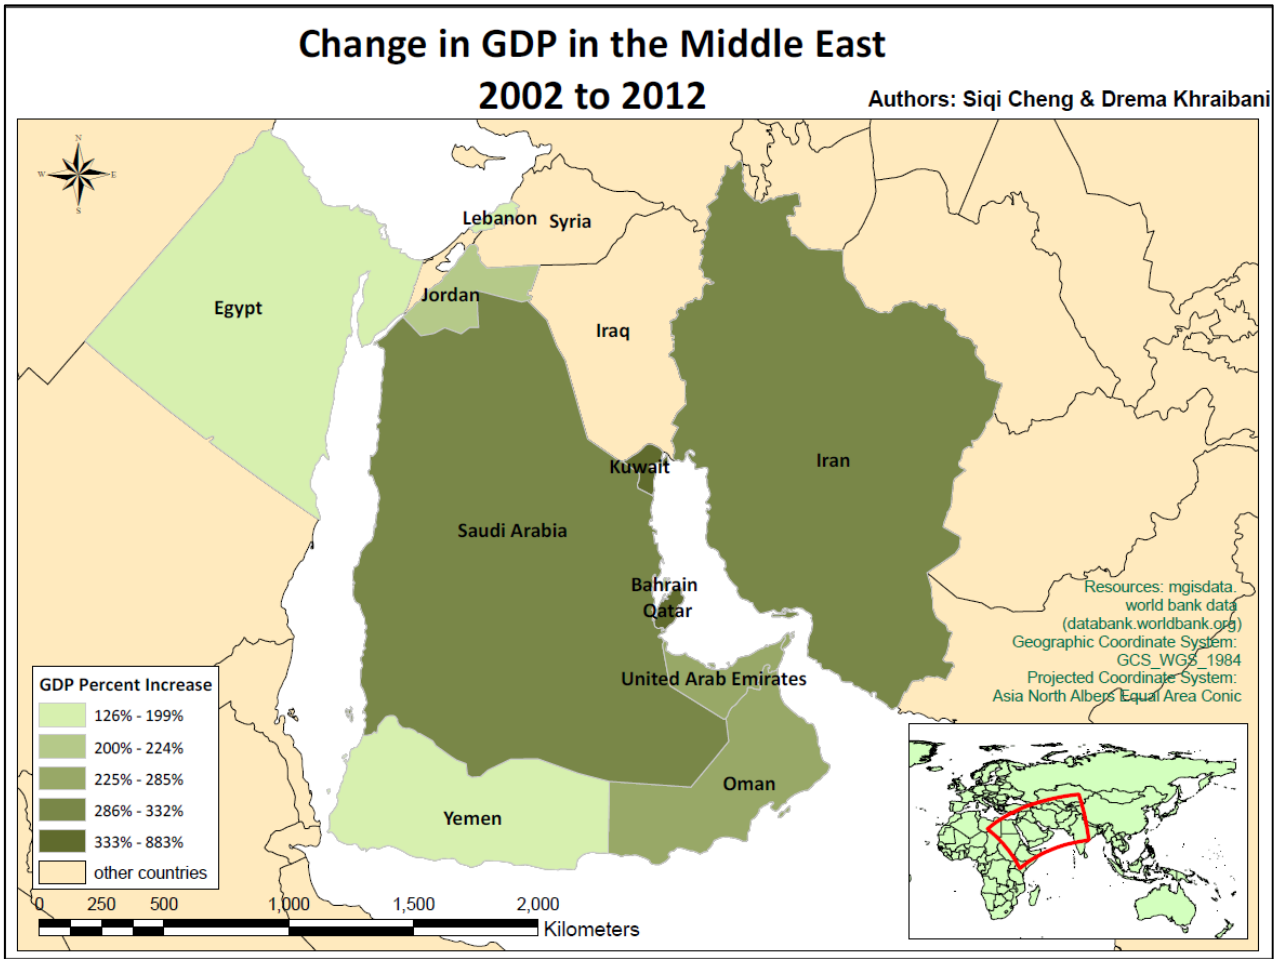 Change in GDP in the Middle East
2002 to 2012
Authors: Siqi Cheng & Drema Khraibani
N
W
E
S
Lebanon
Syria
Egypt
Jordan
Iraq
Kuwait
Iran
Saudi Arabia
Bahrain
Qatar
United Arab Emirates
Oman
Yemen
Resources: mgisdata.
world bank data
(databank.worldbank.org)
Geographic Coordinate System:
GCS_WGS_1984
Projected Coordinate System:
Asia North Albers Equal Area Conic
GDP Percent Increase
126% - 199%
200% - 224%
225% - 285%
286% - 332%
333% - 883%
other countries
0 250 500 1,000 1,500 2,000
Kilometers